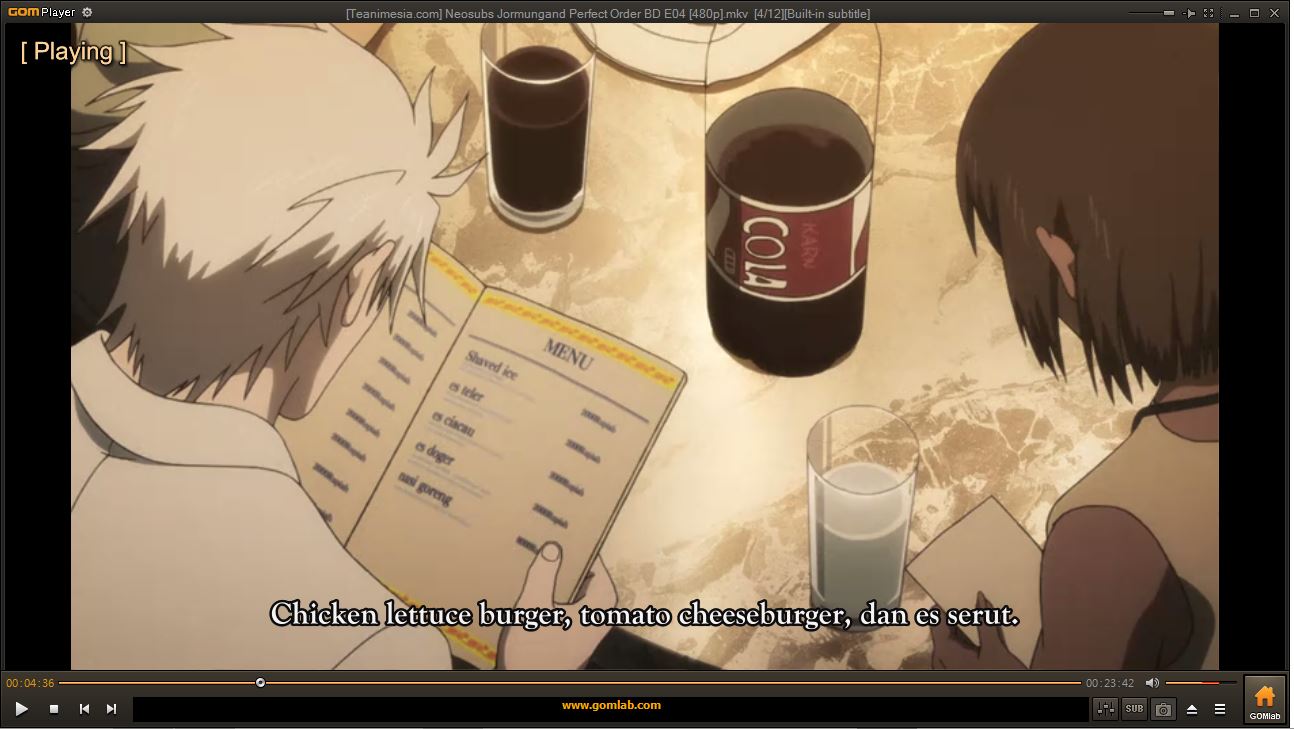 GOM Player
[Teanimesia.com] Neosubs Jormungand Perfect Order BD E04 [480p].mkv [4/12][Built-in subtitle]
[ Playing ]
KARN
COLA
MENU
Shaved ice
es teler
es ciacau
es doger
nasi goreng
Chicken lettuce burger, tomato cheeseburger, dan es serut.
00:04:36
00:23:42
www.gomlab.com
SUB
GOMlab